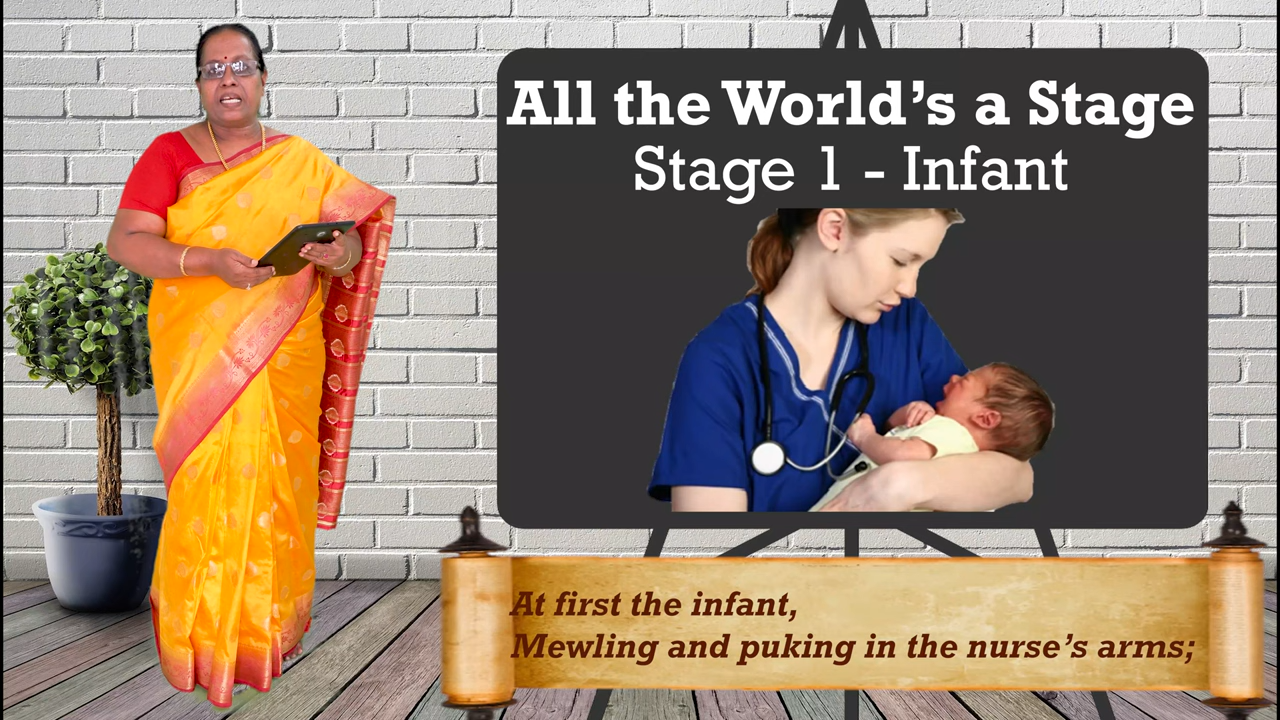 All the World’s a Stage
Stage 1 - Infant
At first the infant,
Mewling and puking in the nurse’s arms;